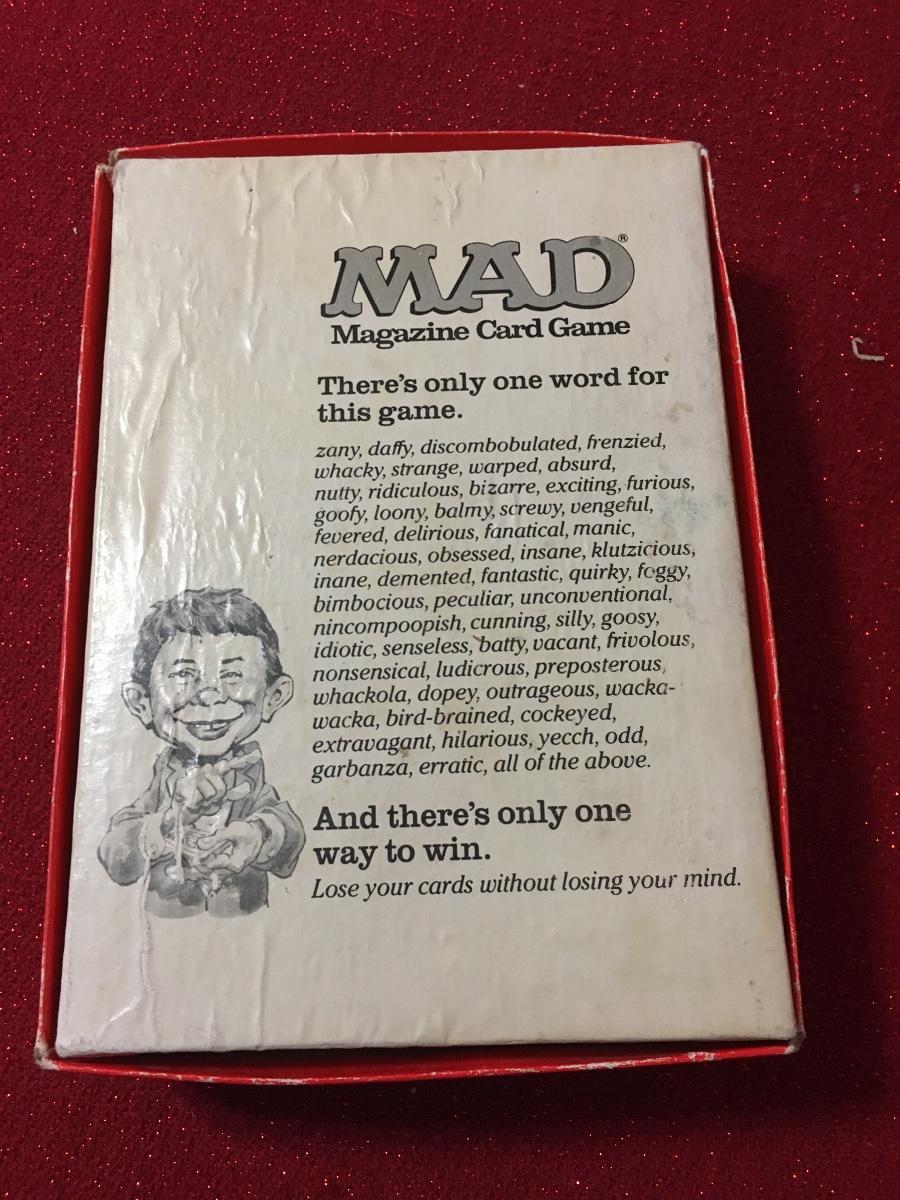 MAD®
Magazine Card Game
There's only one word for
this game.
zany, daffy, discombobulated, frenzied,
whacky, strange, warped, absurd,
nutty, ridiculous, bizarre, exciting, furious,
goofy, loony, balmy, screwy, vengeful,
fevered, delirious, fanatical, manic,
nerdacious, obsessed, insane, klutzicious,
inane, demented, fantastic, quirky, foggy,
bimbocious, peculiar, unconventional,
nincompoopish, cunning, silly, goosy,
idiotic, senseless, batty, vacant, frivolous,
nonsensical, ludicrous, preposterous,
whackola, dopey, outrageous, wacka-
wacka, bird-brained, cockeyed,
extravagant, hilarious, yecch, odd,
garbanza, erratic, all of the above.
And there's only one
way to win.
Lose your cards without losing your mind.